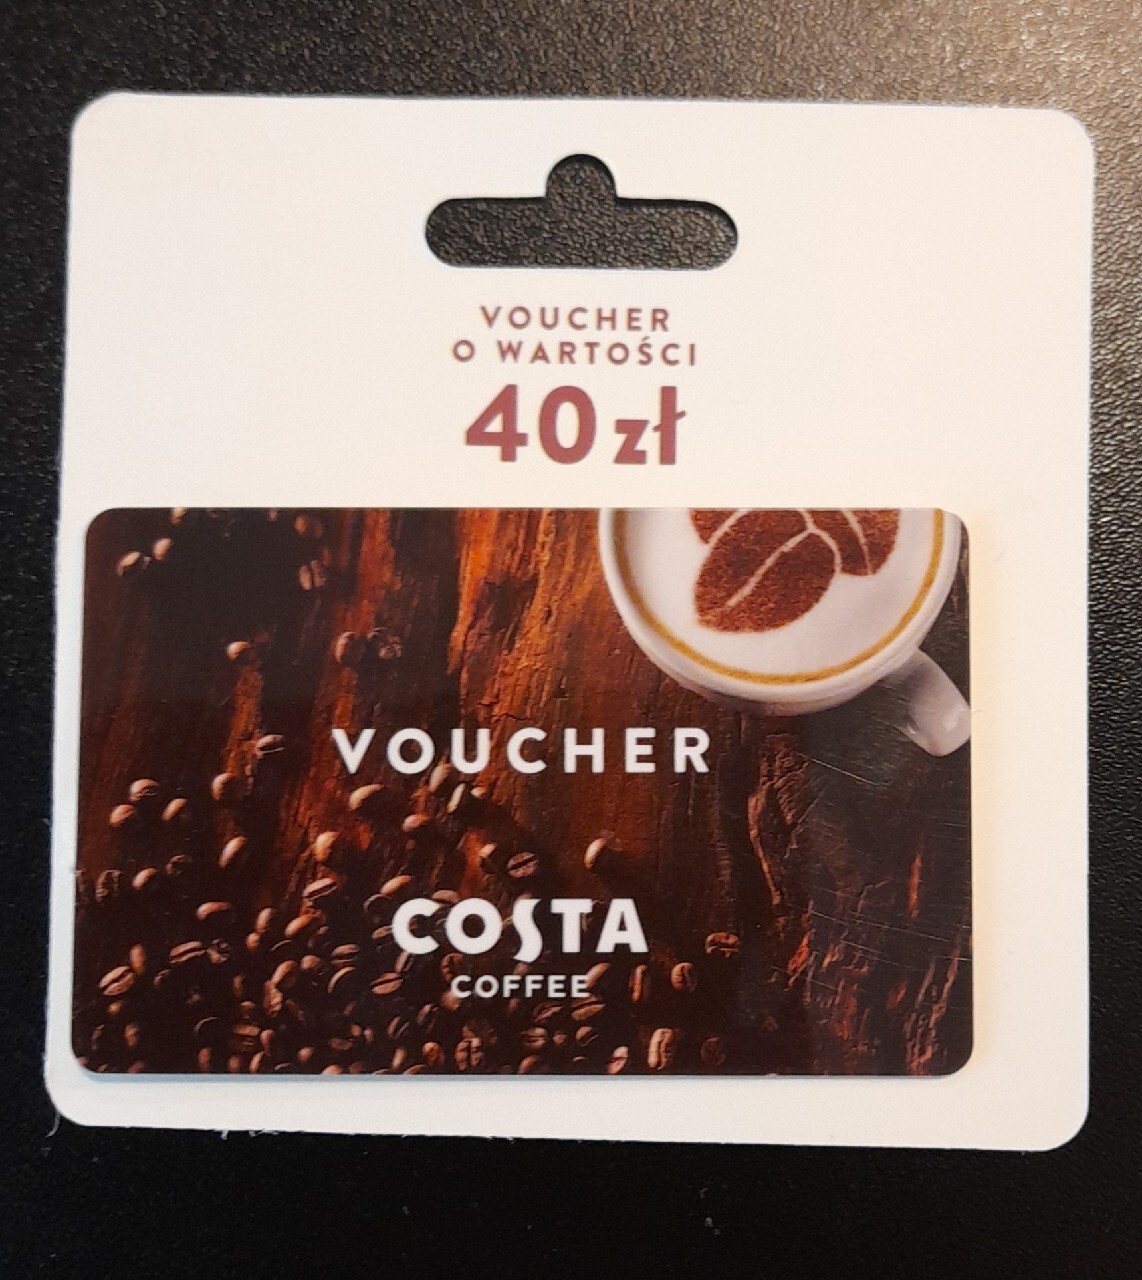 VOUCHER
O WARTOŚCI
40 zł
VOUCHER
COSTA
COFFEE